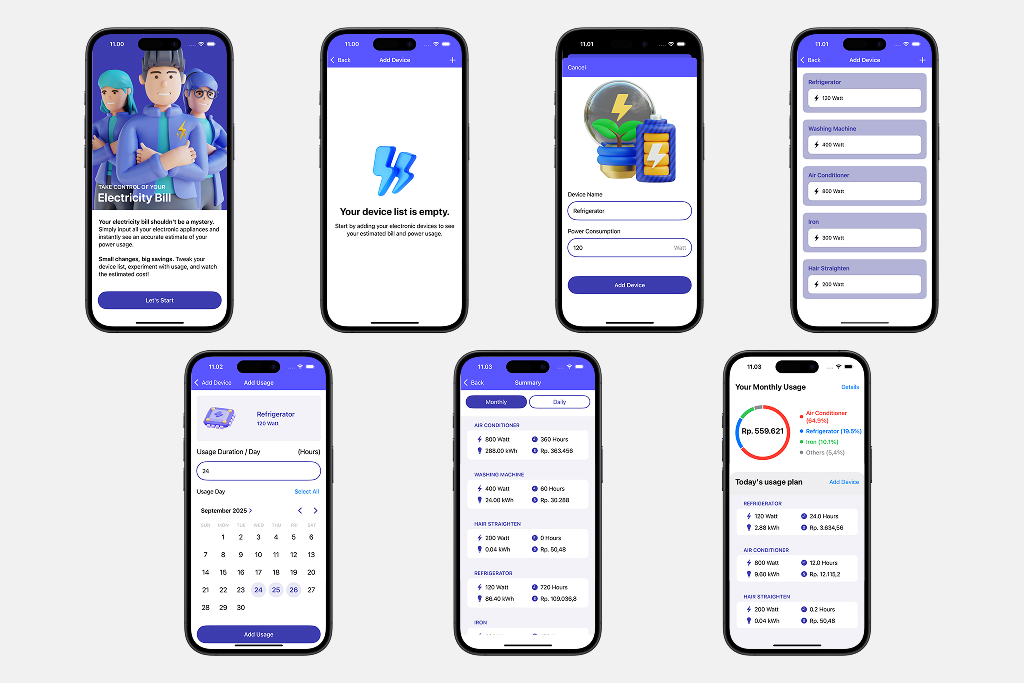 11.00
TAKE CONTROL OF YOUR
Electricity Bill
Your electricity bill shouldn't be a mystery.
Simply input all your electronic appliances and
instantly see an accurate estimate of your
power usage.
Small changes, big savings. Tweak your
device list, experiment with usage, and watch
the estimated cost!
Let's Start
11.00
Back Add Device +
Your device list is empty.
Start by adding your electronic devices to see
your estimated bill and power usage.
11.01
Cancel
Device Name
Refrigerator
Power Consumption
120 Watt
Add Device
11.01
Back Add Device +
Refrigerator
120 Watt
Washing Machine
400 Watt
Air Conditioner
800 Watt
Iron
300 Watt
Hair Straighten
200 Watt
11.02
Add Device Add Usage
Refrigerator
120 Watt
Usage Duration / Day (Hours)
24
Usage Day Select All
September 2025
SUN MON TUE WED THU FRI SAT
1 2 3 4 5 6
7 8 9 10 11 12 13
14 15 16 17 18 19 20
21 22 23 24 25 26 27
28 29 30
Add Usage
11.03
Back Summary
Monthly Daily
AIR CONDITIONER
800 Watt 360 Hours
288.00 kWh Rp. 363.456
WASHING MACHINE
400 Watt 60 Hours
24.00 kWh Rp. 30.288
HAIR STRAIGHTEN
200 Watt 0 Hours
0.04 kWh Rp. 50,48
REFRIGERATOR
120 Watt 720 Hours
86.40 kWh Rp. 109.036,8
IRON
11.03
Your Monthly Usage Details
Rp. 559.621
Air Conditioner
(64.9%)
Refrigerator (19.5%)
Iron (10.1%)
Others (5,4%)
Today's usage plan Add Device
REFRIGERATOR
120 Watt 24.0 Hours
2.88 kWh Rp. 3.634,56
AIR CONDITIONER
800 Watt 12.0 Hours
9.60 kWh Rp. 12.115,2
HAIR STRAIGHTEN
200 Watt 0.2 Hours
0.04 kWh Rp. 50,48